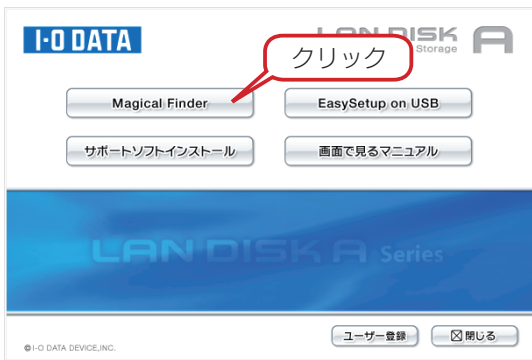 I-O DATA
LAN DISK A
Storage
クリック
Magical Finder
EasySetup on USB
サポートソフトインストール
画面で見るマニュアル
LAN DISK A Series
ユーザー登録
閉じる
©I-O DATA DEVICE,INC.